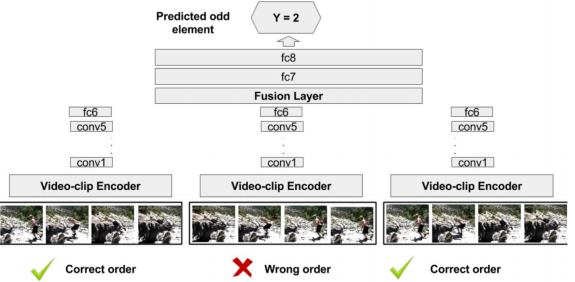 Predicted odd
element
Y = 2
fc8
fc7
Fusion Layer
fc6
fc6
fc6
conv5
conv5
conv5
conv1
conv1
conv1
Video-clip Encoder
Video-clip Encoder
Video-clip Encoder
Correct order
Wrong order
Correct order